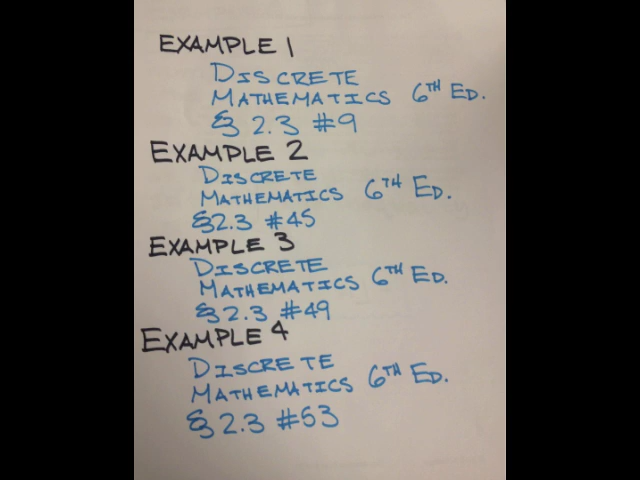 EXAMPLE 1
DISCRETE
MATHEMATICS 6TH ED.
§ 2.3 #9
EXAMPLE 2
DISCRETE
MATHEMATICS 6TH ED.
§2.3 #45
EXAMPLE 3
DISCRETE
MATHEMATICS 6TH ED.
§ 2.3 #49
EXAMPLE 4
DISCRETE
MATHEMATICS 6TH ED.
§ 2.3 #53